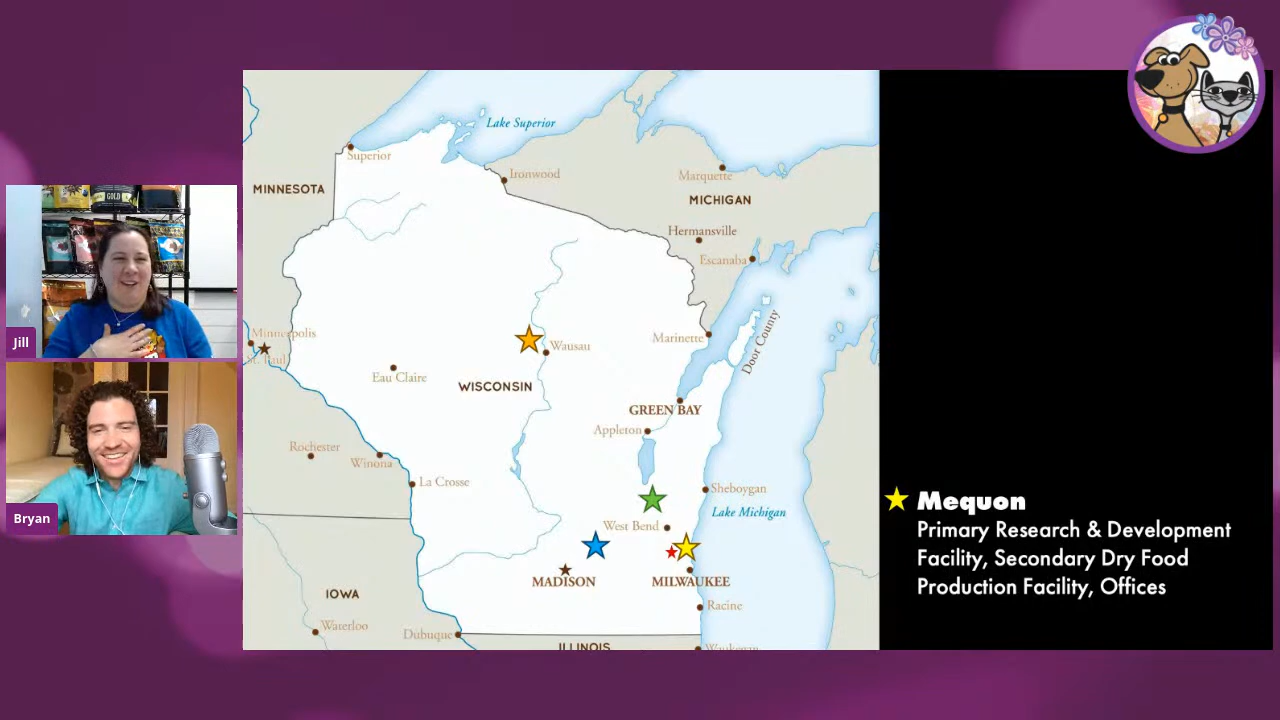 Lake Superior
Superior
Ironwood
Marquette
MINNESOTA
MICHIGAN
Hermansville
Escanaba
GOLD
Jill
Minneapolis
St. Paul
Wausau
Marinette
Door County
Eau Claire
WISCONSIN
GREEN BAY
Appleton
Rochester
Winona
La Crosse
Sheboygan
Lake Michigan
West Bend
Bryan
MADISON
MILWAUKEE
IOWA
Racine
Waterloo
Dubuque
ILLINOIS
Waukegan
Mequon
Primary Research & Development
Facility, Secondary Dry Food
Production Facility, Offices